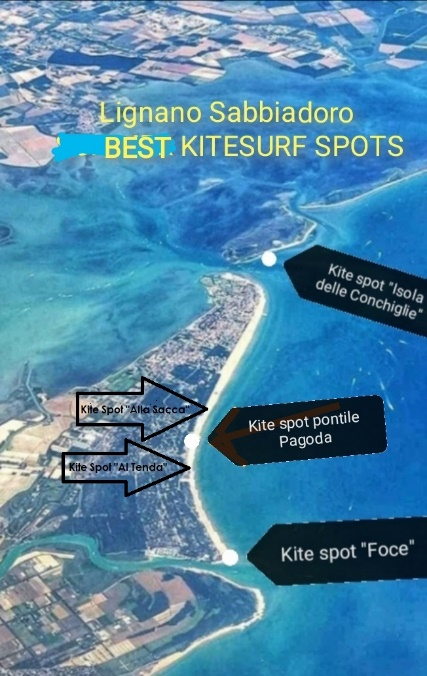 Lignano Sabbiadoro
BEST KITESURF SPOTS
Kite spot "Isola
delle Conchiglie"
Kite Spot "Alla Sacca"
Kite spot pontile
Pagoda
Kite Spot "Al Tenda"
Kite spot "Foce"